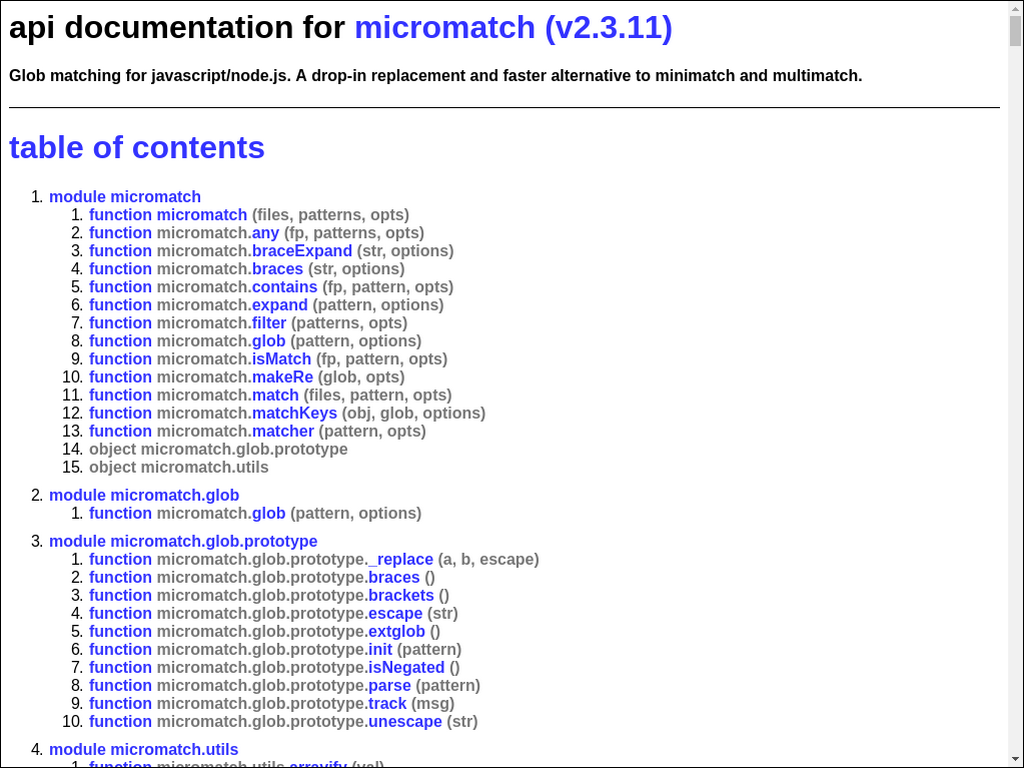 api documentation for micromatch (v2.3.11)
Glob matching for javascript/node.js. A drop-in replacement and faster alternative to minimatch and multimatch.
table of contents
1. module micromatch
1. function micromatch (files, patterns, opts)
2. function micromatch.any (fp, patterns, opts)
3. function micromatch.braceExpand (str, options)
4. function micromatch.braces (str, options)
5. function micromatch.contains (fp, pattern, opts)
6. function micromatch.expand (pattern, options)
7. function micromatch.filter (patterns, opts)
8. function micromatch.glob (pattern, options)
9. function micromatch.isMatch (fp, pattern, opts)
10. function micromatch.makeRe (glob, opts)
11. function micromatch.match (files, pattern, opts)
12. function micromatch.matchKeys (obj, glob, options)
13. function micromatch.matcher (pattern, opts)
14. object micromatch.glob.prototype
15. object micromatch.utils
2. module micromatch.glob
1. function micromatch.glob (pattern, options)
3. module micromatch.glob.prototype
1. function micromatch.glob.prototype._replace (a, b, escape)
2. function micromatch.glob.prototype.braces ()
3. function micromatch.glob.prototype.brackets ()
4. function micromatch.glob.prototype.escape (str)
5. function micromatch.glob.prototype.extglob ()
6. function micromatch.glob.prototype.init (pattern)
7. function micromatch.glob.prototype.isNegated ()
8. function micromatch.glob.prototype.parse (pattern)
9. function micromatch.glob.prototype.track (msg)
10. function micromatch.glob.prototype.unescape (str)
4. module micromatch.utils
1. function micromatch.utils.arrayify (val)